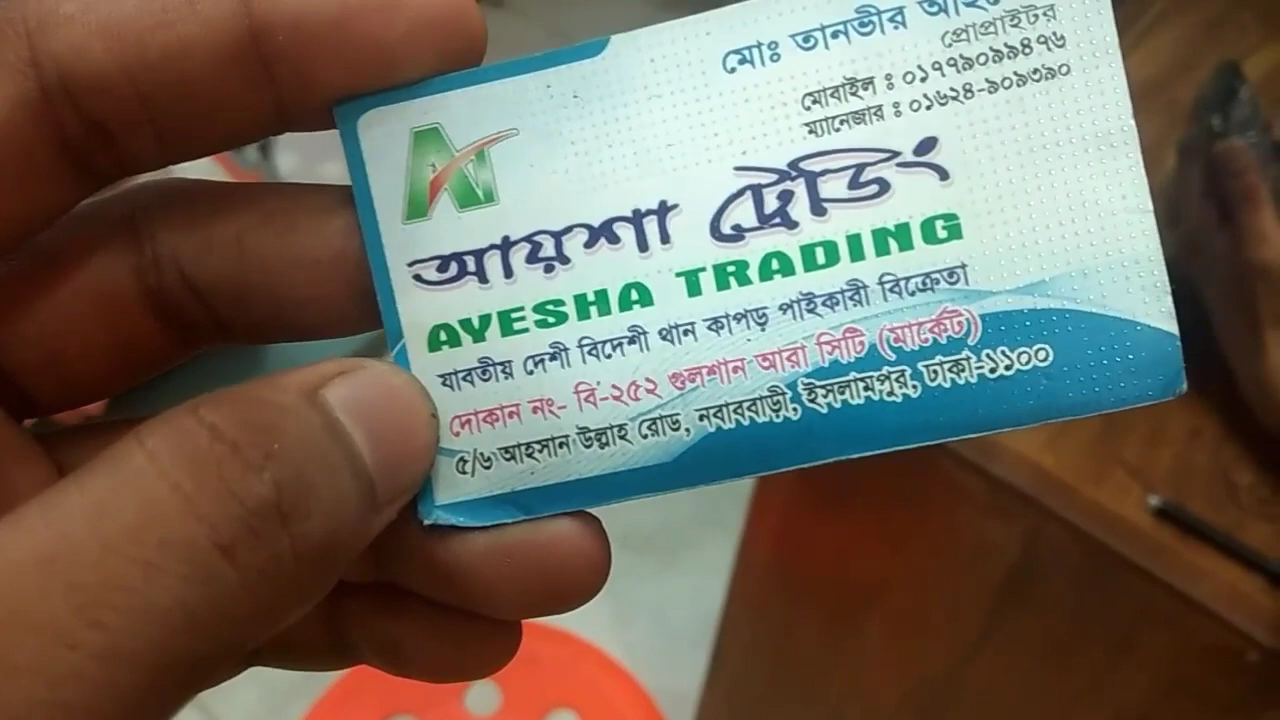 মোঃ তানভীর
প্রোপ্রাইটর
মোবাইল : ০১৭৭৯০৯৯৪৭৬
ম্যানেজার : ০১৬২৪-৯০৯৩৯০
আয়শা ট্রেডিং
AYESHA TRADING
যাবতীয় দেশী বিদেশী থান কাপড় পাইকারী বিক্রেতা
দোকান নং- বি-২৫২ গুলশান আরা সিটি (মার্কেট)
৫/৬ আহসান উল্লাহ রোড, নবাববাড়ী, ইসলামপুর, ঢাকা-১১০০